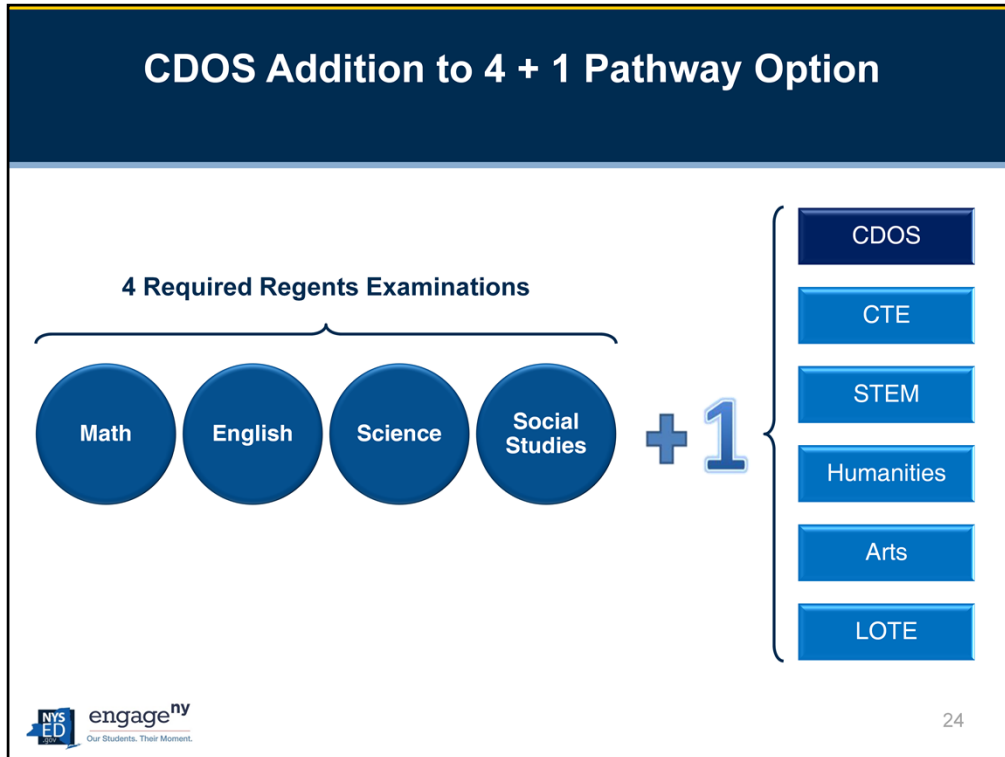 CDOS Addition to 4 + 1 Pathway Option
4 Required Regents Examinations
Math
English
Science
Social
Studies
+1
CDOS
CTE
STEM
Humanities
Arts
LOTE
NYS
ED
.gov
engageny
Our Students. Their Moment.
24